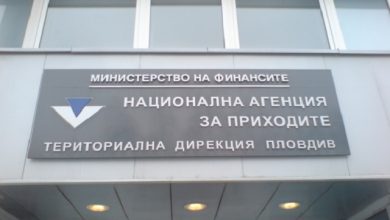 МИНИСТЕРСТВО НА ФИНАНСИТЕ
НАЦИОНАЛНА АГЕНЦИЯ
ЗА ПРИХОДИТЕ
ТЕРИТОРИАЛНА ДИРЕКЦИЯ ПЛОВДИВ